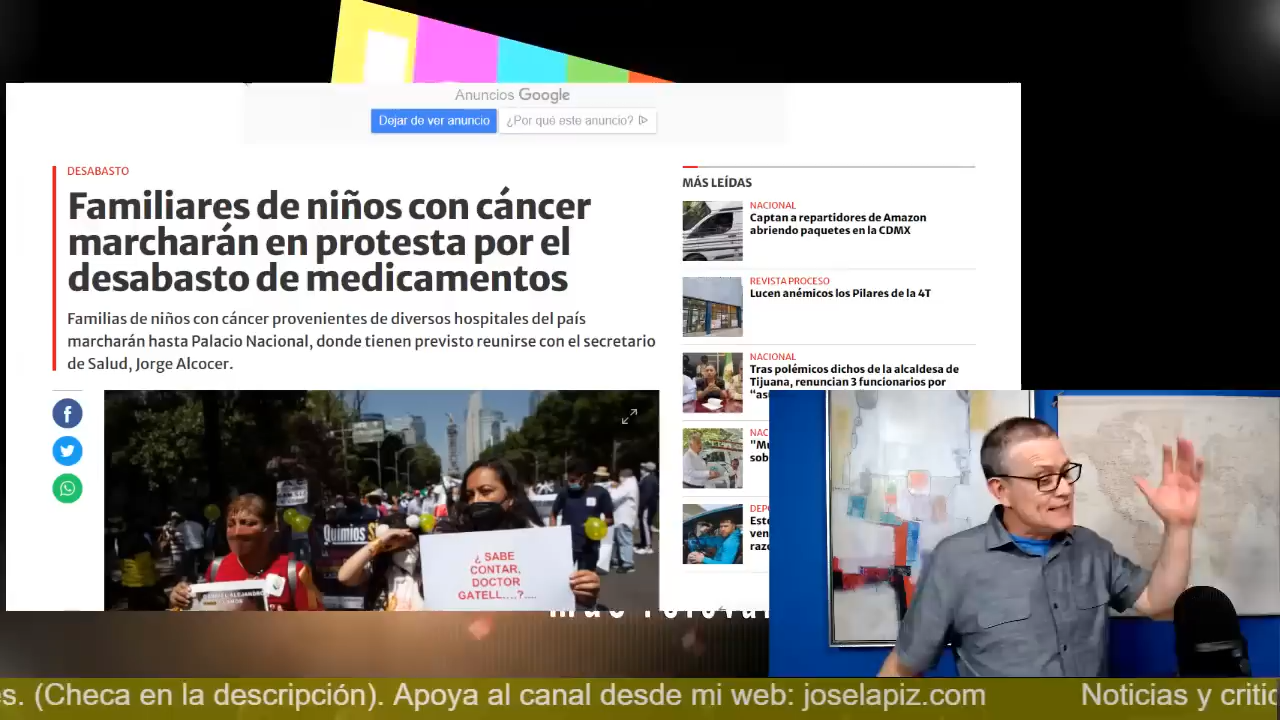 Anuncios Google
Dejar de ver anuncio
¿Por qué este anuncio?
DESABASTO
Familiares de niños con cáncer
marcharán en protesta por el
desabasto de medicamentos
Familias de niños con cáncer provenientes de diversos hospitales del país
marcharán hasta Palacio Nacional, donde tienen previsto reunirse con el secretario
de Salud, Jorge Alcocer.
Quimios
¿ SABE
CONTAR,
DOCTOR
GATELL....?....
MÁS LEÍDAS
NACIONAL
Captan a repartidores de Amazon
abriendo paquetes en la CDMX
REVISTA PROCESO
Lucen anémicos los Pilares de la 4T
NACIONAL
Tras polémicos dichos de la alcaldesa de
Tijuana, renuncian 3 funcionarios por
s. (Checa en la descripción). Apoya al canal desde mi web: joselapiz.com
Noticias y